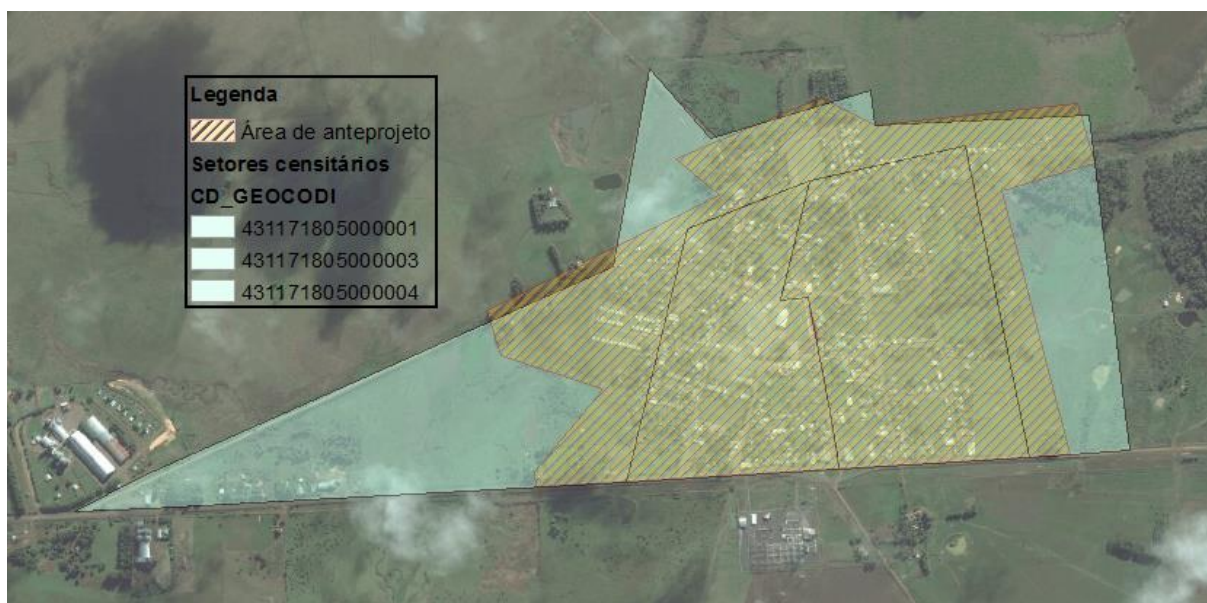 Legenda
Área de anteprojeto
Setores censitários
CD_GEOCODI
431171805000001
431171805000003
431171805000004